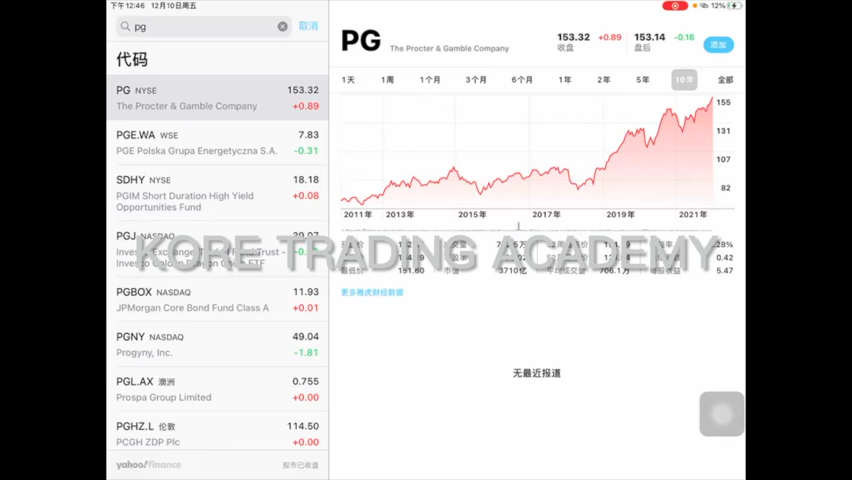 下午12:46 12月10日周五
12%
pg
取消
代码
PG NYSE 153.32
The Procter & Gamble Company +0.89
PGE.WA WSE 7.83
PGE Polska Grupa Energetyczna S.A. -0.31
SDHY NYSE 18.18
PGIM Short Duration High Yield +0.08
Opportunities Fund
PGJ NASDAQ 39.07
PGBOX NASDAQ 11.93
JPMorgan Core Bond Fund Class A +0.01
PGNY NASDAQ 49.04
Progyny, Inc. -1.81
PGL.AX 澳洲 0.755
Prospa Group Limited +0.00
PGHZ.L 伦敦 114.50
PCGH ZDP Plc +0.00
yahoo!finance 股市已收盘
PG The Procter & Gamble Company
153.32 +0.89
收盘
153.14 -0.18
盘后
添加
1天 1周 1个月 3个月 6个月 1年 2年 5年 10年 全部
155
131
107
82
2011年 2013年 2015年 2017年 2019年 2021年
KORE TRADING ACADEMY
0.42
最低价 151.60 市值 3710亿 平均成交量 706.1万 每股收益 5.47
更多雅虎财经数据
无最近报道